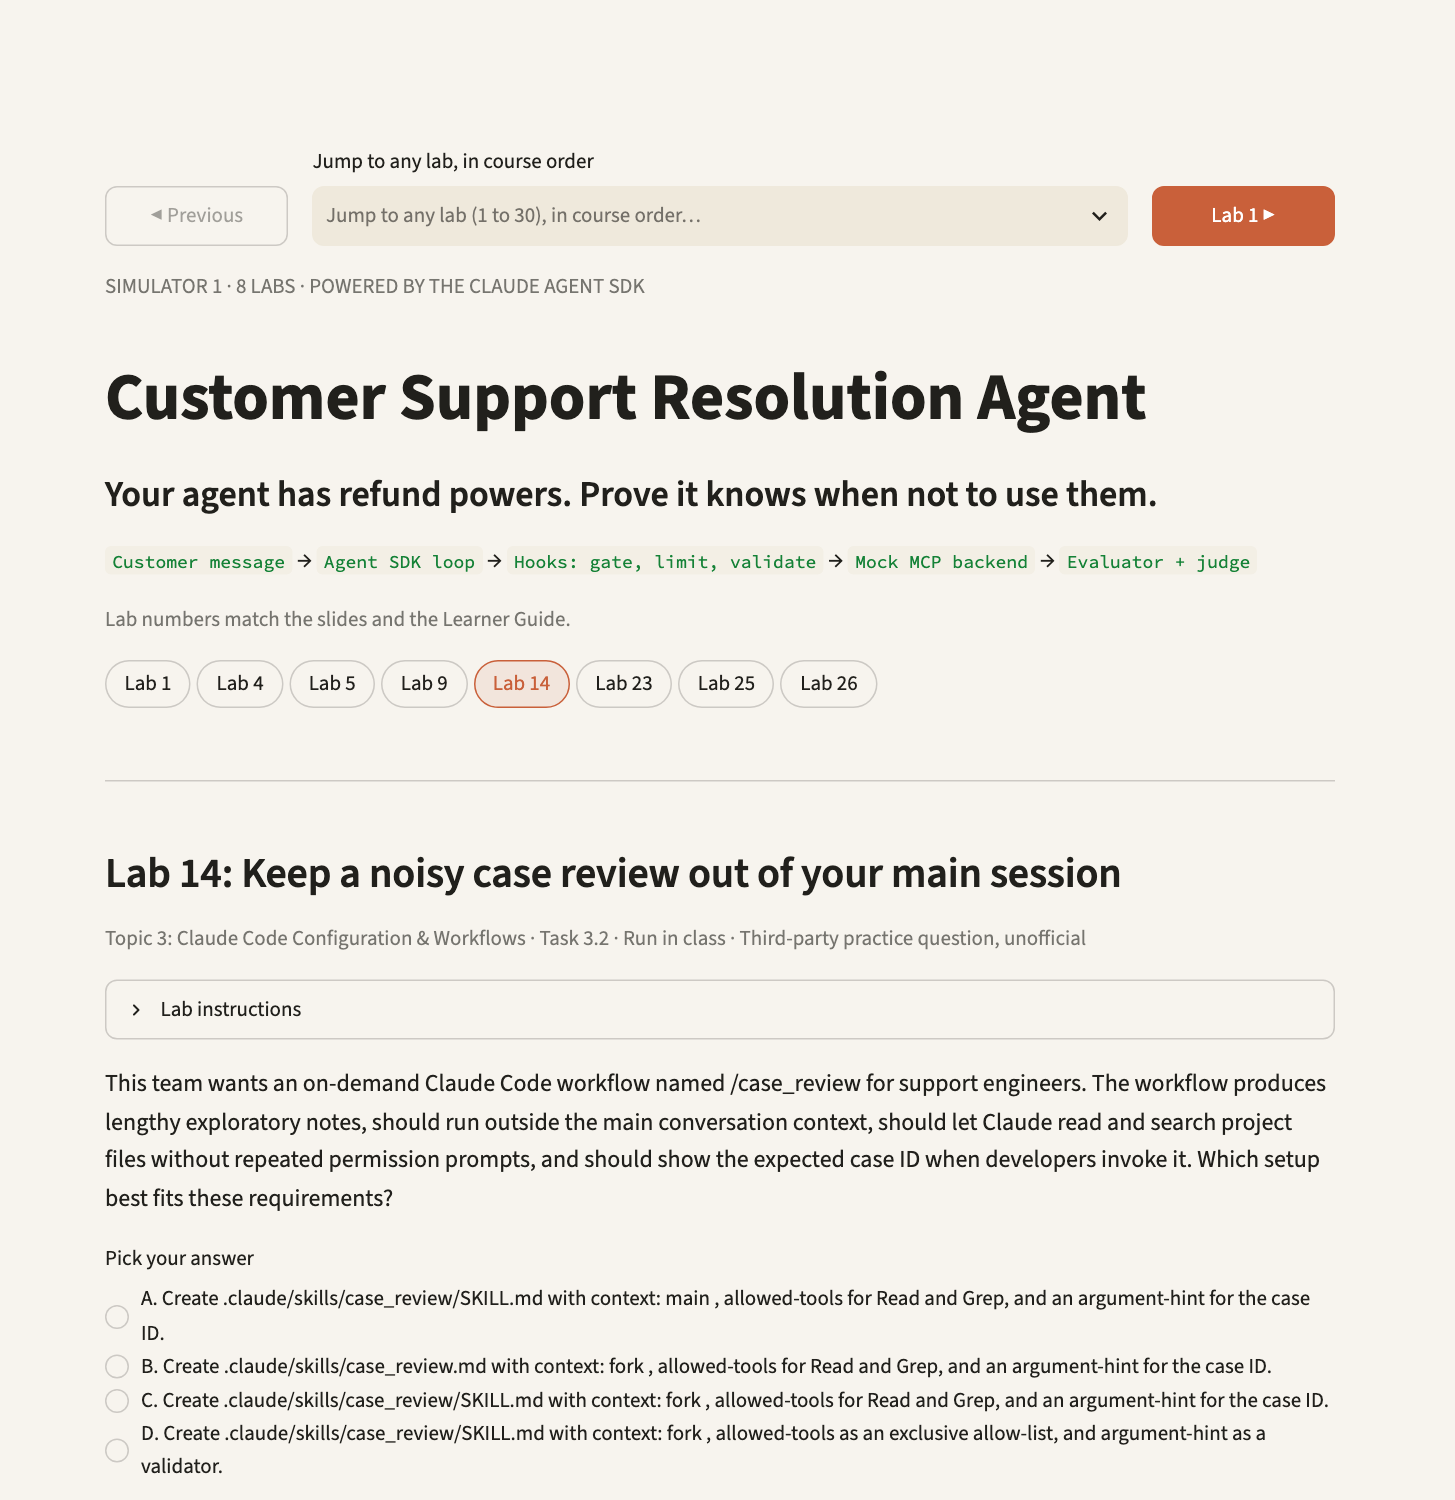 Jump to any lab, in course order
◀ Previous
Jump to any lab (1 to 30), in course order…
Lab 1 ▶
SIMULATOR 1 · 8 LABS · POWERED BY THE CLAUDE AGENT SDK
Customer Support Resolution Agent
Your agent has refund powers. Prove it knows when not to use them.
Customer message → Agent SDK loop → Hooks: gate, limit, validate → Mock MCP backend → Evaluator + judge
Lab numbers match the slides and the Learner Guide.
Lab 1 Lab 4 Lab 5 Lab 9 Lab 14 Lab 23 Lab 25 Lab 26
Lab 14: Keep a noisy case review out of your main session
Topic 3: Claude Code Configuration & Workflows · Task 3.2 · Run in class · Third-party practice question, unofficial
Lab instructions
This team wants an on-demand Claude Code workflow named /case_review for support engineers. The workflow produces
lengthy exploratory notes, should run outside the main conversation context, should let Claude read and search project
files without repeated permission prompts, and should show the expected case ID when developers invoke it. Which setup
best fits these requirements?
Pick your answer
A. Create .claude/skills/case_review/SKILL.md with context: main , allowed-tools for Read and Grep, and an argument-hint for the case
ID.
B. Create .claude/skills/case_review.md with context: fork , allowed-tools for Read and Grep, and an argument-hint for the case ID.
C. Create .claude/skills/case_review/SKILL.md with context: fork , allowed-tools for Read and Grep, and an argument-hint for the case ID.
D. Create .claude/skills/case_review/SKILL.md with context: fork , allowed-tools as an exclusive allow-list, and argument-hint as a
validator.